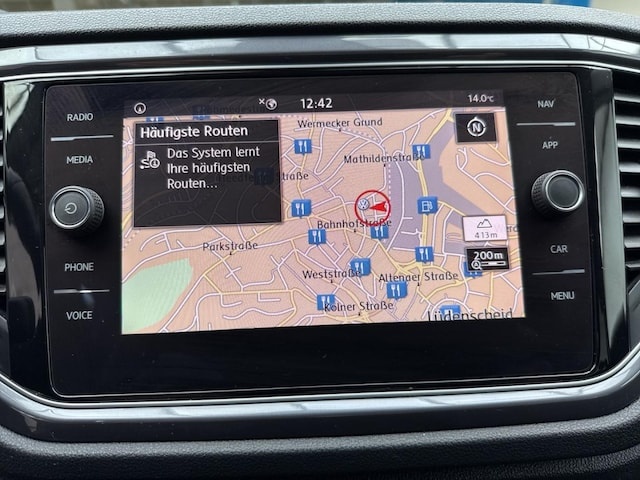 RADIO
MEDIA
PHONE
VOICE
12:42
14.0°C
Häufigste Routen
Das System lernt
Ihre häufigsten
Routen...
Wermecker Grund
Mathildenstraße
straße
Bahnhofstraße
Parkstraße
Weststraße
Altenaer Straße
Kölner Straße
Lüdenscheid
N
413m
200m
NAV
APP
CAR
MENU